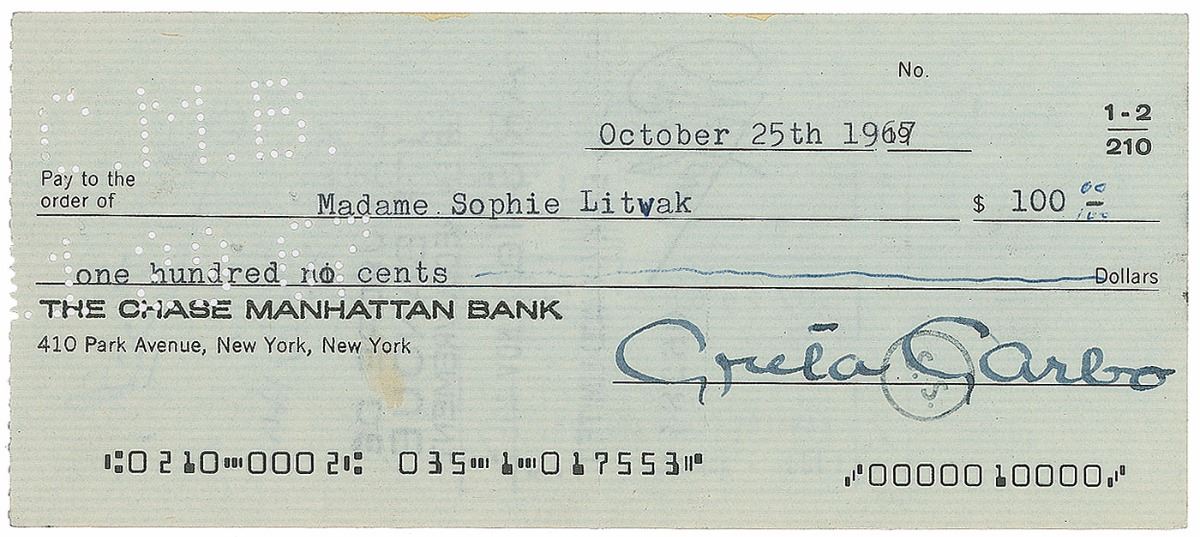 No.
October 25th 1967
1-2
210
C.M.B.
Pay to the
order of
Madame Sophie Litvak
$ 100 00/100
one hundred no cents Dollars
THE CHASE MANHATTAN BANK
410 Park Avenue, New York, New York
Greta Garbo
C.S.
⑆0210⑉0002⑆ 035⑉1⑉017553⑈
⑇0000010000⑇